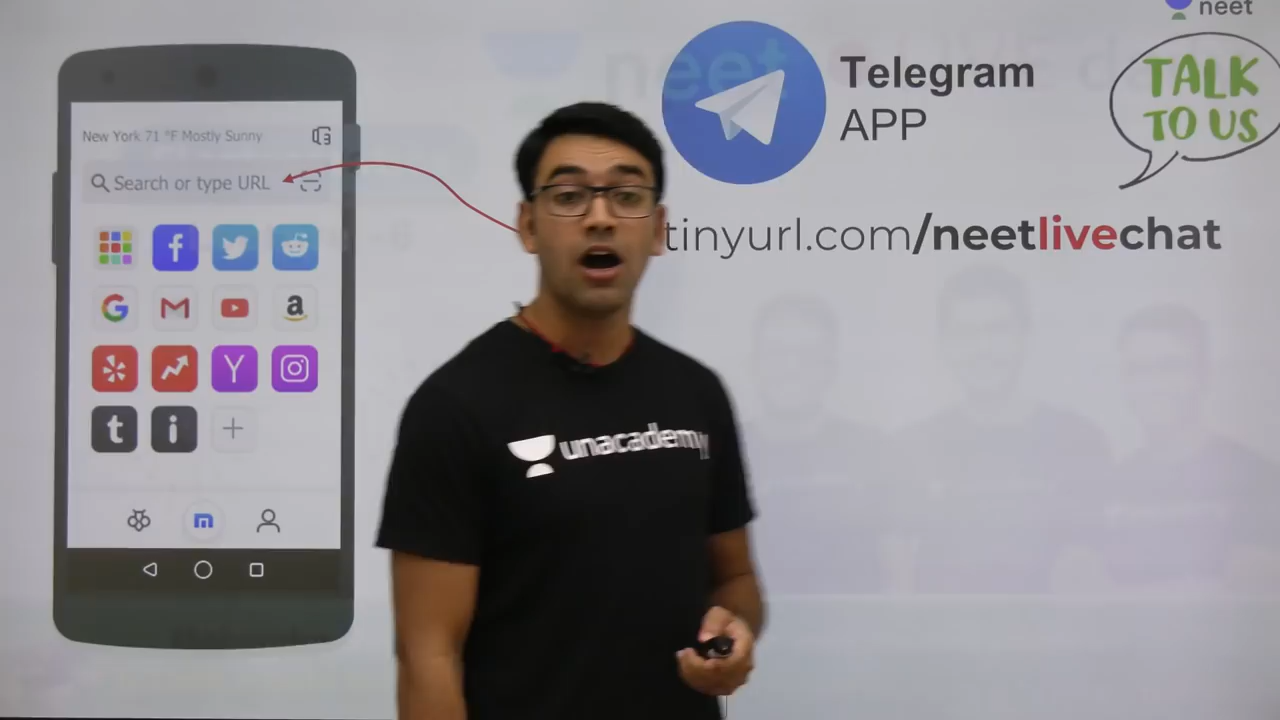 neet
Telegram
APP
TALK
TO US
New York 71 °F Mostly Sunny
Search or type URL
tinyurl.com/neetlivechat
unacademy